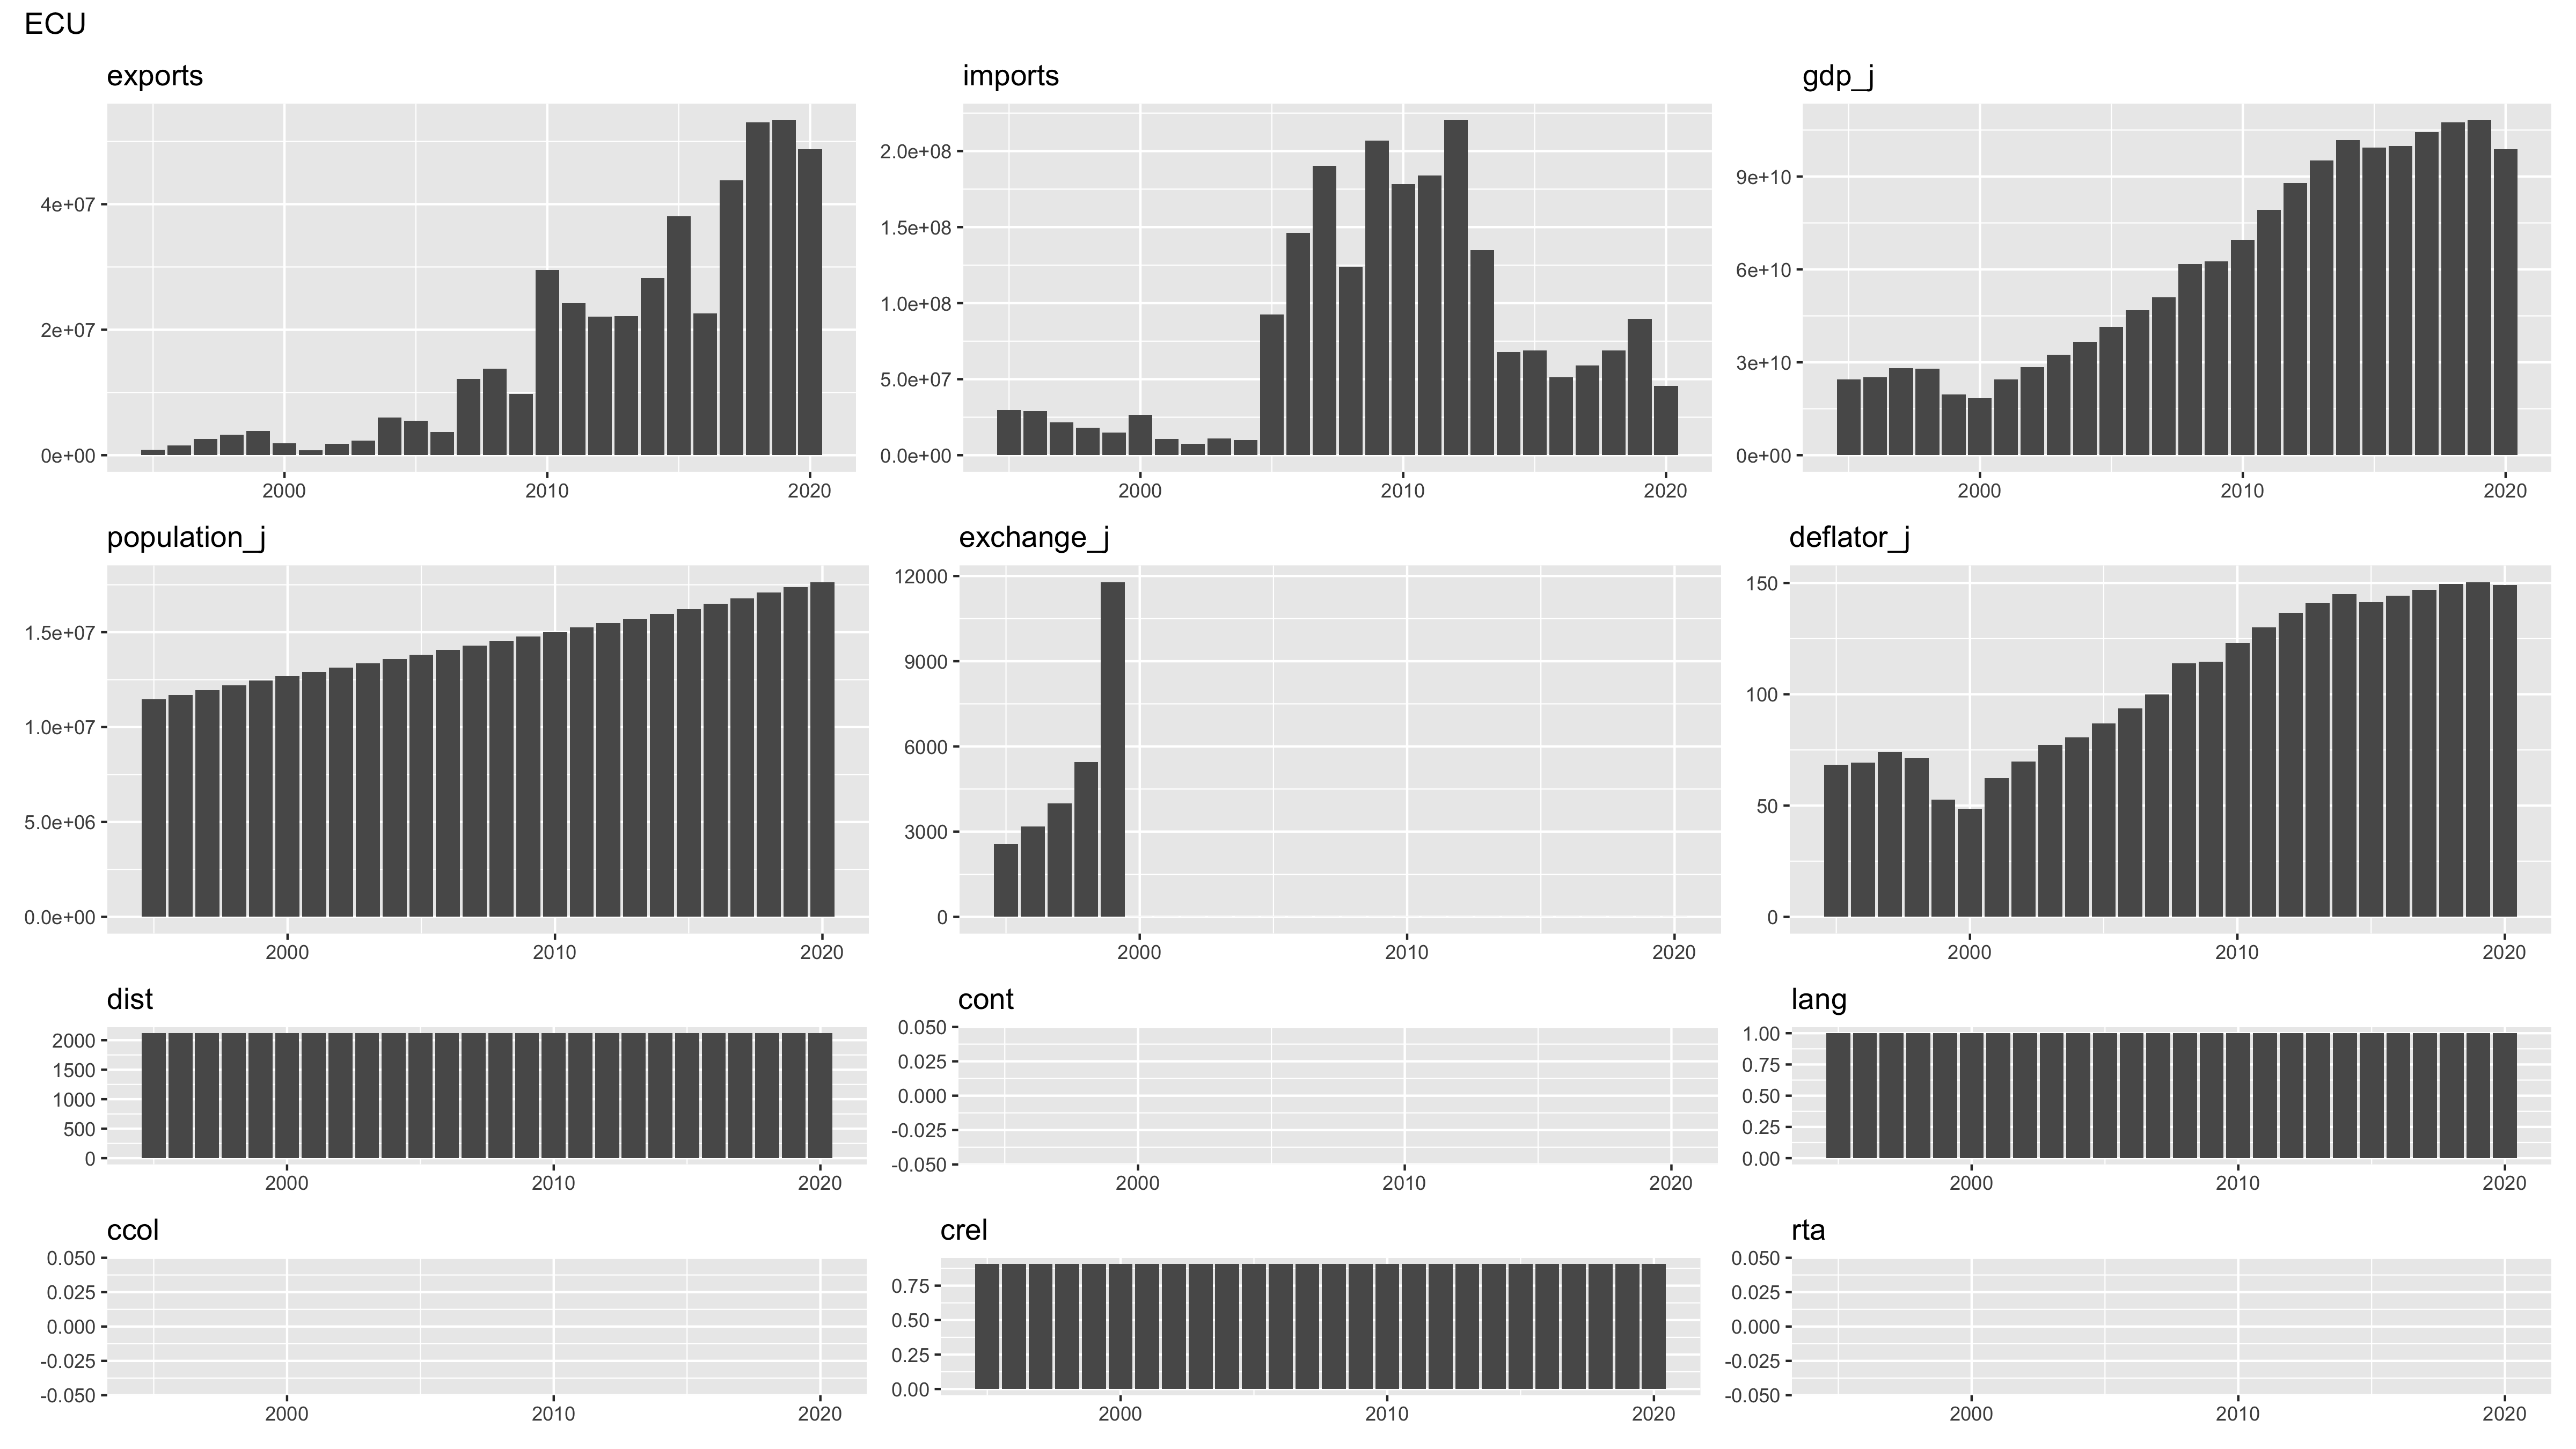 ECU
exports
imports
gdp_j
4e+07
2e+07
0e+00
2000 2010 2020
2.0e+08
1.5e+08
1.0e+08
5.0e+07
0.0e+00
2000 2010 2020
9e+10
6e+10
3e+10
0e+00
2000 2010 2020
population_j
exchange_j
deflator_j
1.5e+07
1.0e+07
5.0e+06
0.0e+00
2000 2010 2020
12000
9000
6000
3000
0
2000 2010 2020
150
100
50
0
2000 2010 2020
dist
cont
lang
2000
1500
1000
500
0
2000 2010 2020
0.050
0.025
0.000
-0.025
-0.050
2000 2010 2020
1.00
0.75
0.50
0.25
0.00
2000 2010 2020
ccol
crel
rta
0.050
0.025
0.000
-0.025
-0.050
2000 2010 2020
0.75
0.50
0.25
0.00
2000 2010 2020
0.050
0.025
0.000
-0.025
-0.050
2000 2010 2020